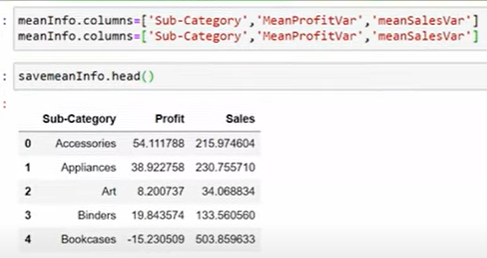 : meanInfo.columns=['Sub-Category','MeanProfitVar','meanSalesVar']
meanInfo.columns=['Sub-Category','MeanProfitVar','meanSalesVar']
: savemeanInfo.head()
:
Sub-Category Profit Sales
0 Accessories 54.111788 215.974604
1 Appliances 38.922758 230.755710
2 Art 8.200737 34.068834
3 Binders 19.843574 133.560560
4 Bookcases -15.230509 503.859633